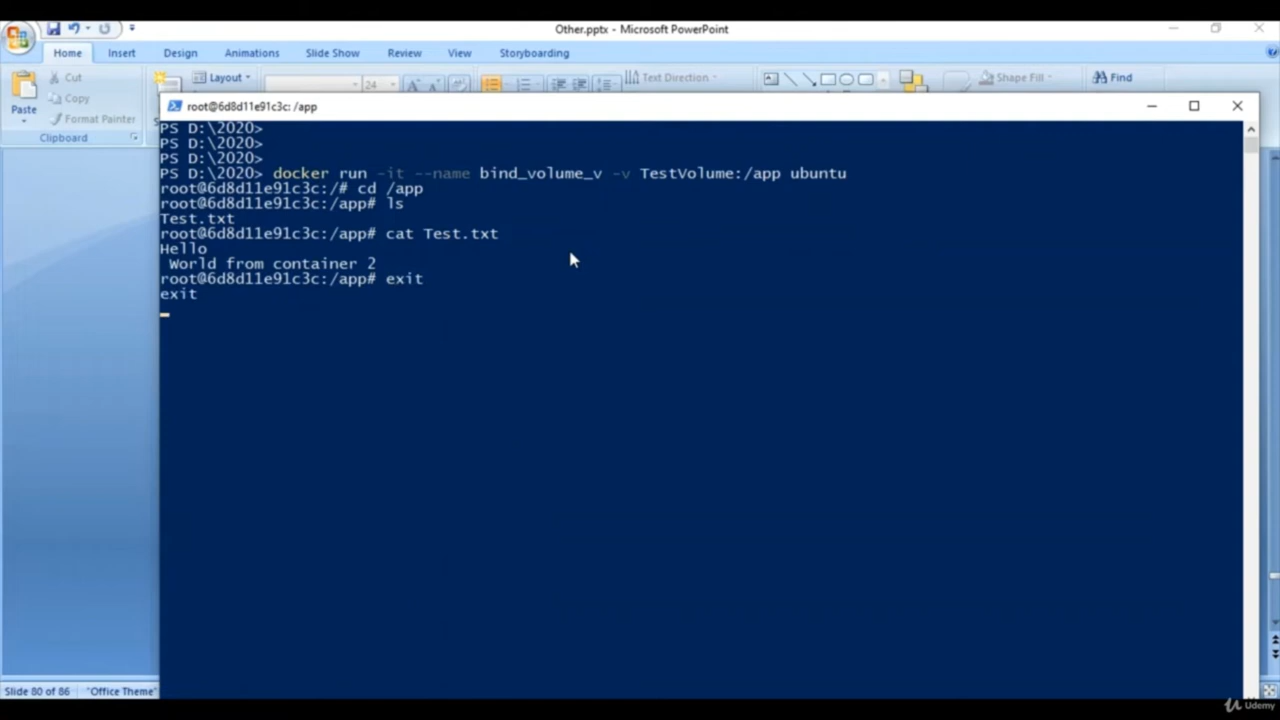 Other.pptx - Microsoft PowerPoint
Home Insert Design Animations Slide Show Review View Storyboarding
Paste
Cut
Copy
Format Painter
Clipboard
Layout
24
Text Direction
Shape Fill
Find
root@6d8d11e91c3c: /app
PS D:\2020>
PS D:\2020>
PS D:\2020>
PS D:\2020> docker run -it --name bind_volume_v -v TestVolume:/app ubuntu
root@6d8d11e91c3c:/# cd /app
root@6d8d11e91c3c:/app# ls
Test.txt
root@6d8d11e91c3c:/app# cat Test.txt
Hello
 World from container 2
root@6d8d11e91c3c:/app# exit
exit
Slide 80 of 86 "Office Theme"
Udemy